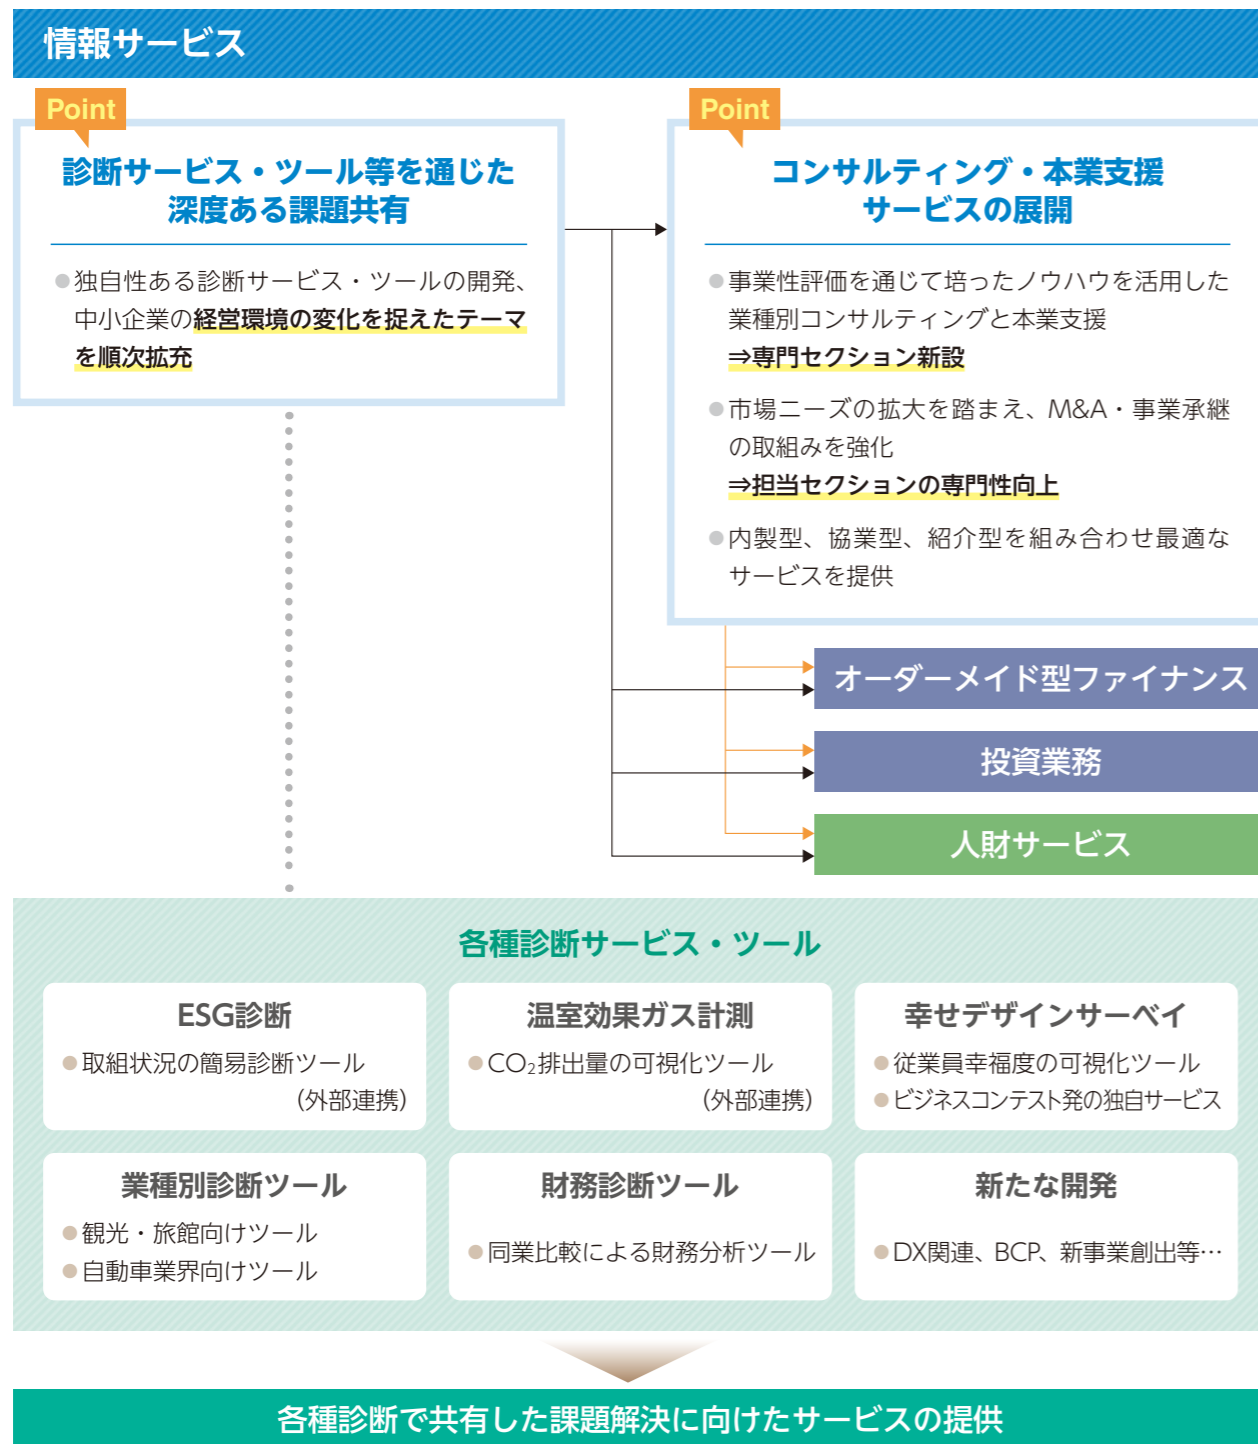 情報サービス
Point
診断サービス・ツール等を通じた
深度ある課題共有
●独自性ある診断サービス・ツールの開発、
中小企業の経営環境の変化を捉えたテーマ
を順次拡充
Point
コンサルティング・本業支援
サービスの展開
●事業性評価を通じて培ったノウハウを活用した
業種別コンサルティングと本業支援
⇒専門セクション新設
●市場ニーズの拡大を踏まえ、M&A・事業承継
の取組みを強化
⇒担当セクションの専門性向上
●内製型、協業型、紹介型を組み合わせ最適な
サービスを提供
オーダーメイド型ファイナンス
投資業務
人財サービス
各種診断サービス・ツール
ESG診断
●取組状況の簡易診断ツール
（外部連携）
温室効果ガス計測
●CO₂排出量の可視化ツール
（外部連携）
幸せデザインサーベイ
●従業員幸福度の可視化ツール
●ビジネスコンテスト発の独自サービス
業種別診断ツール
●観光・旅館向けツール
●自動車業界向けツール
財務診断ツール
●同業比較による財務分析ツール
新たな開発
●DX関連、BCP、新事業創出等…
各種診断で共有した課題解決に向けたサービスの提供